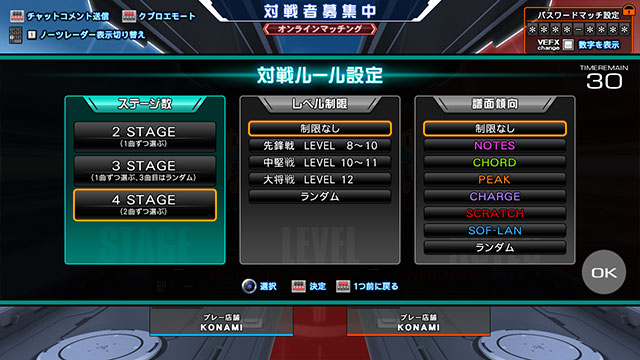 チャットコメント送信 クプロエモート
1 ノーツレーダー表示切り替え
対戦者募集中
オンラインマッチング
パスワードマッチ設定
****-****
VEFX change 数字を表示
対戦ルール設定
TIMEREMAIN
30
ステージ数
2 STAGE
(1曲ずつ選ぶ)
3 STAGE
(1曲ずつ選ぶ、3曲目はランダム)
4 STAGE
(2曲ずつ選ぶ)
STAGE
レベル制限
制限なし
先鋒戦 LEVEL 8～10
中堅戦 LEVEL 10～11
大将戦 LEVEL 12
ランダム
LEVEL
譜面傾向
制限なし
NOTES
CHORD
PEAK
CHARGE
SCRATCH
SOF-LAN
ランダム
OK
選択 決定 1つ前に戻る
プレー店舗
KONAMI
プレー店舗
KONAMI